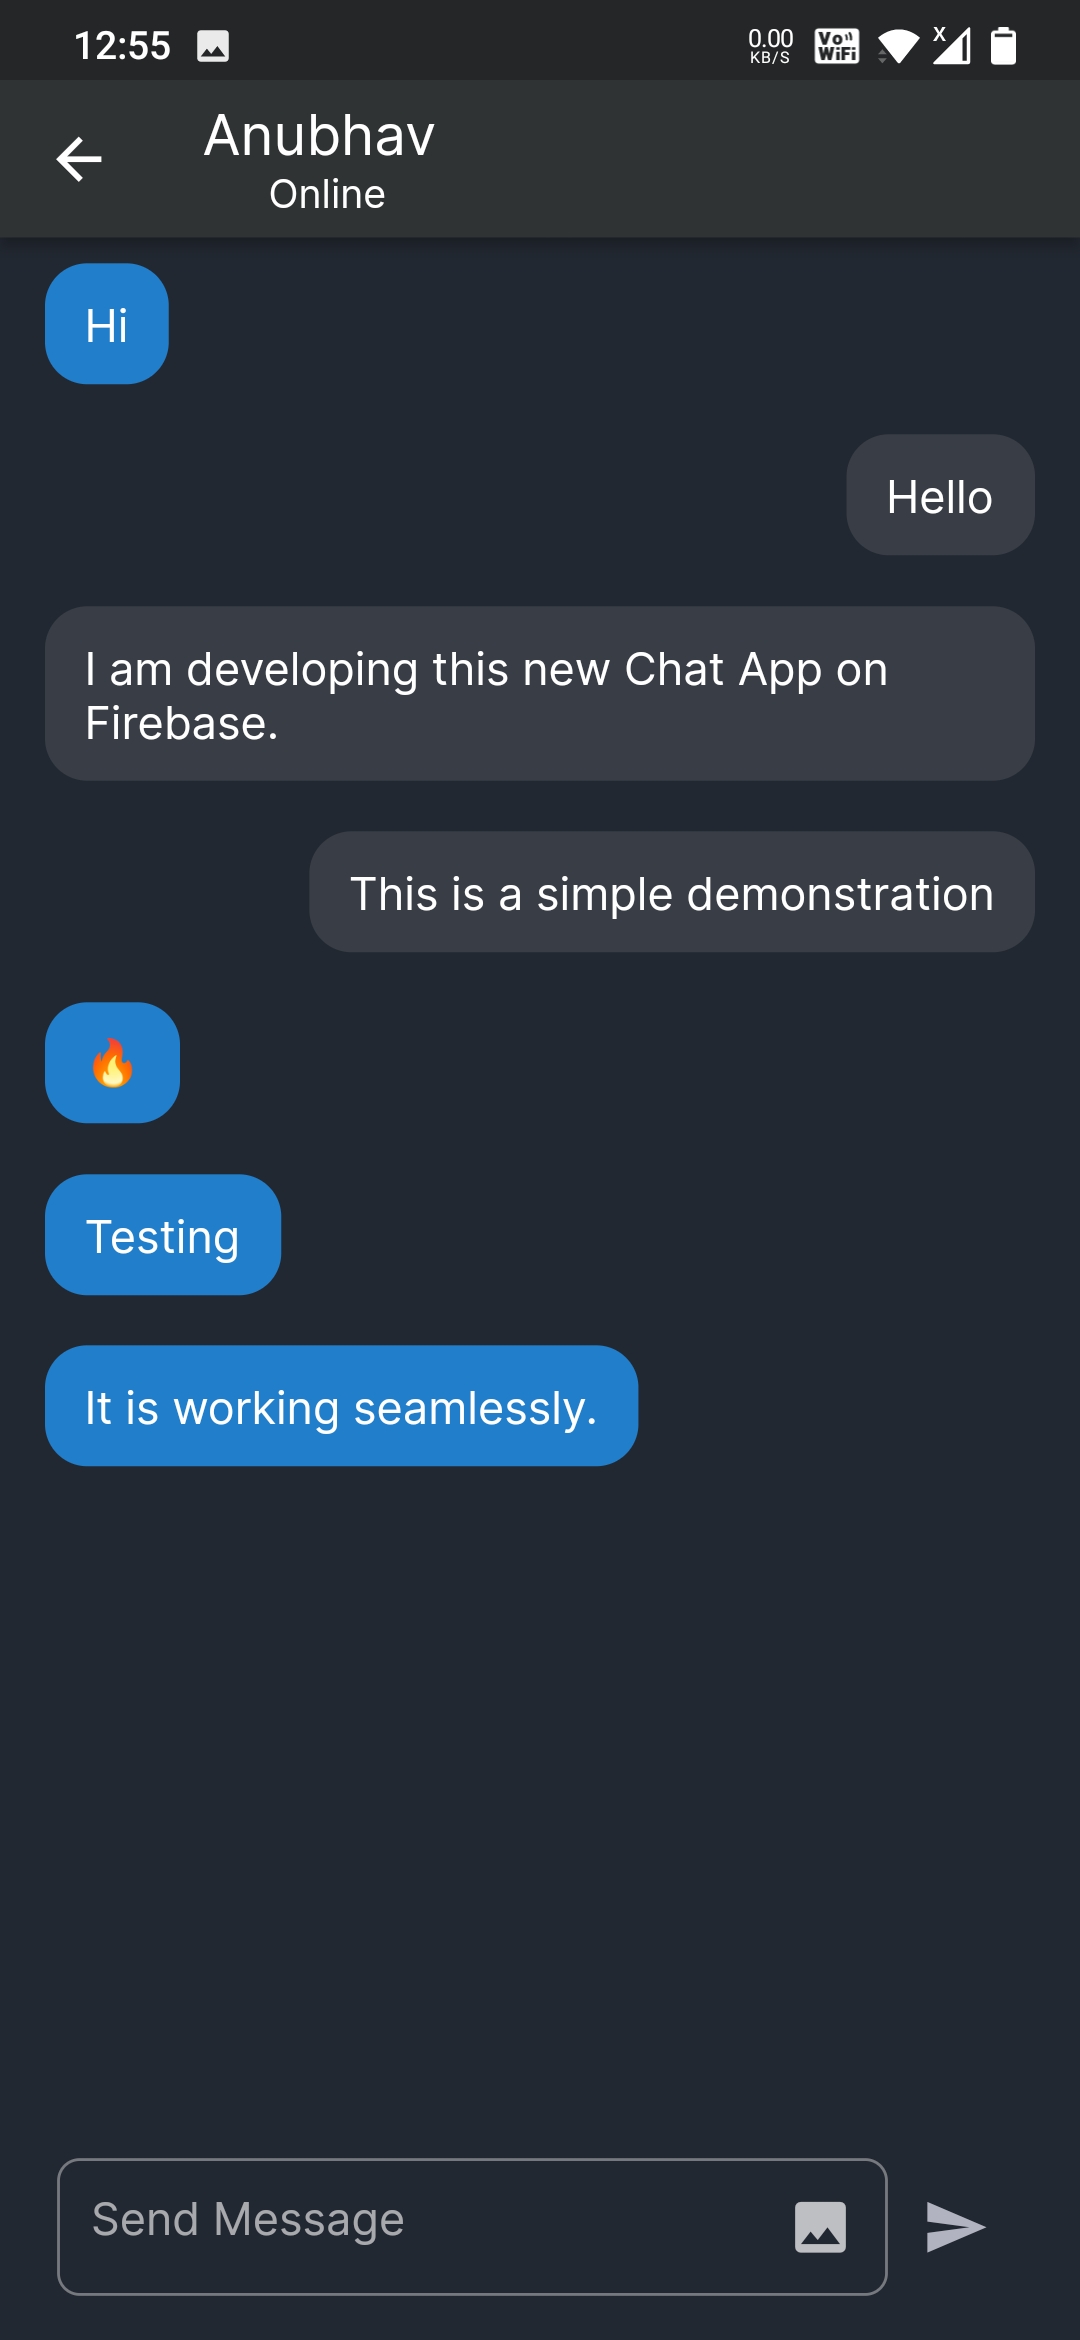 12:55
0.00
KB/S
Vo
WiFi
X
Anubhav
Online
Hi
Hello
I am developing this new Chat App on
Firebase.
This is a simple demonstration
🔥
Testing
It is working seamlessly.
Send Message